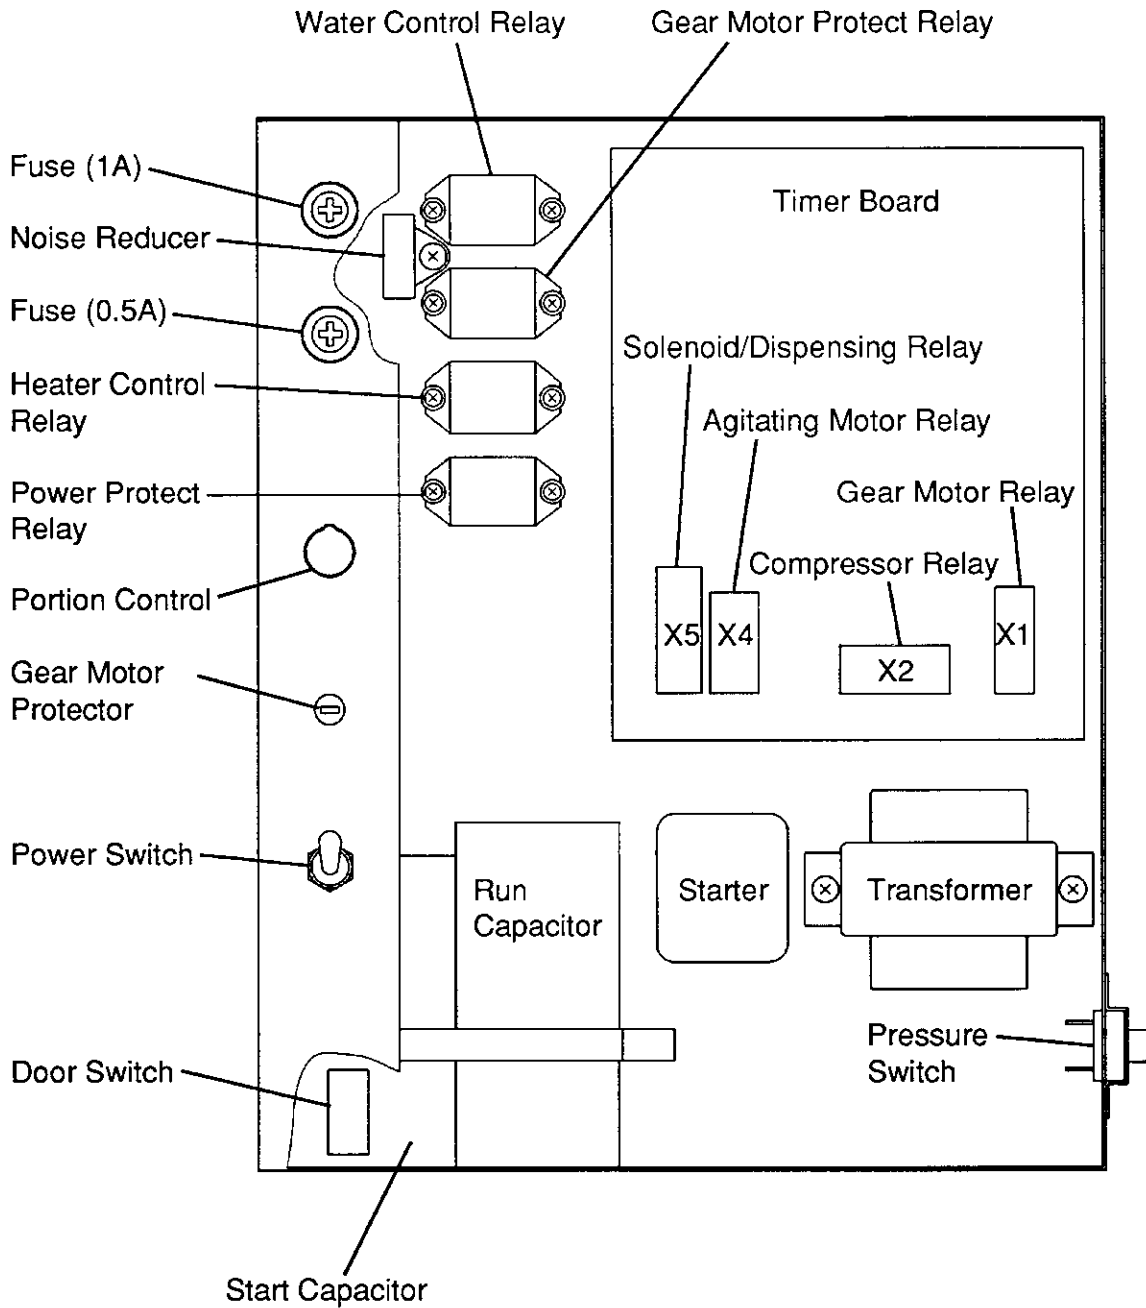 Water Control Relay
Gear Motor Protect Relay
Fuse (1A)
Timer Board
Noise Reducer
Fuse (0.5A)
Solenoid/Dispensing Relay
Heater Control
Relay
Agitating Motor Relay
Power Protect
Relay
Gear Motor Relay
Compressor Relay
Portion Control
X5
X4
X2
X1
Gear Motor
Protector
Power Switch
Run
Capacitor
Starter
Transformer
Pressure
Switch
Door Switch
Start Capacitor